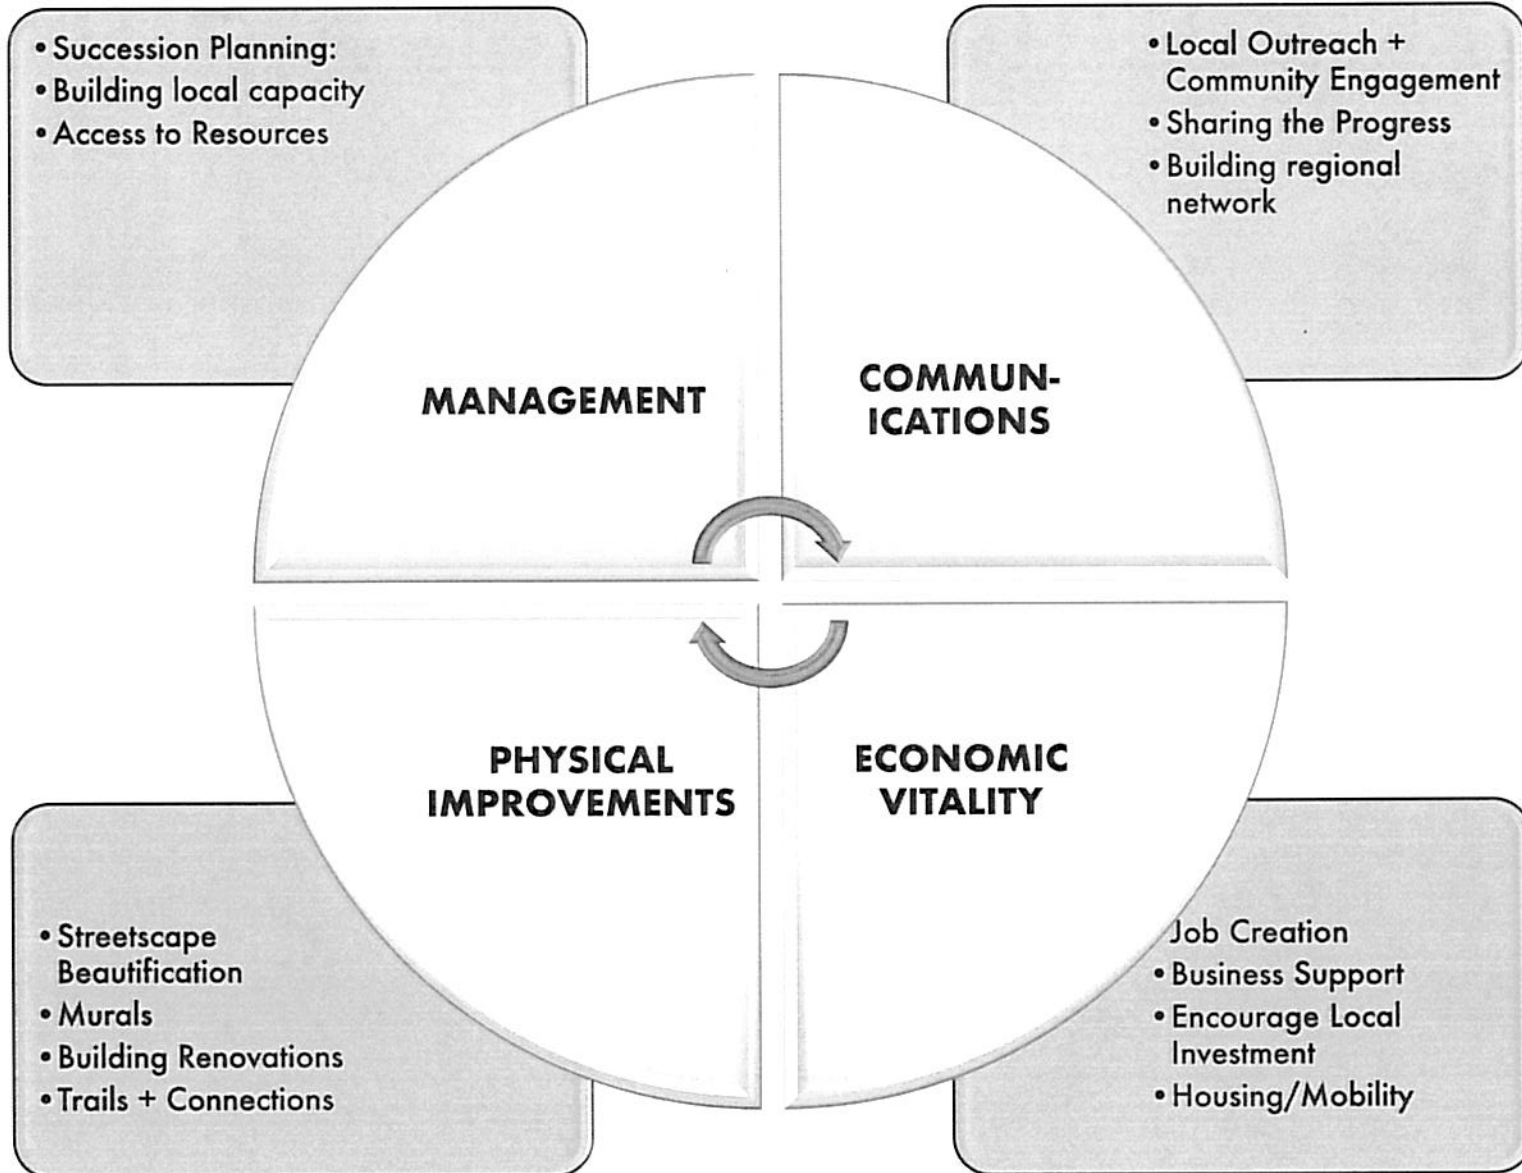 • Succession Planning:
• Building local capacity
• Access to Resources
• Local Outreach +
Community Engagement
• Sharing the Progress
• Building regional
network
MANAGEMENT
COMMUN-
ICATIONS
PHYSICAL
IMPROVEMENTS
ECONOMIC
VITALITY
• Streetscape
Beautification
• Murals
• Building Renovations
• Trails + Connections
Job Creation
• Business Support
• Encourage Local
Investment
• Housing/Mobility